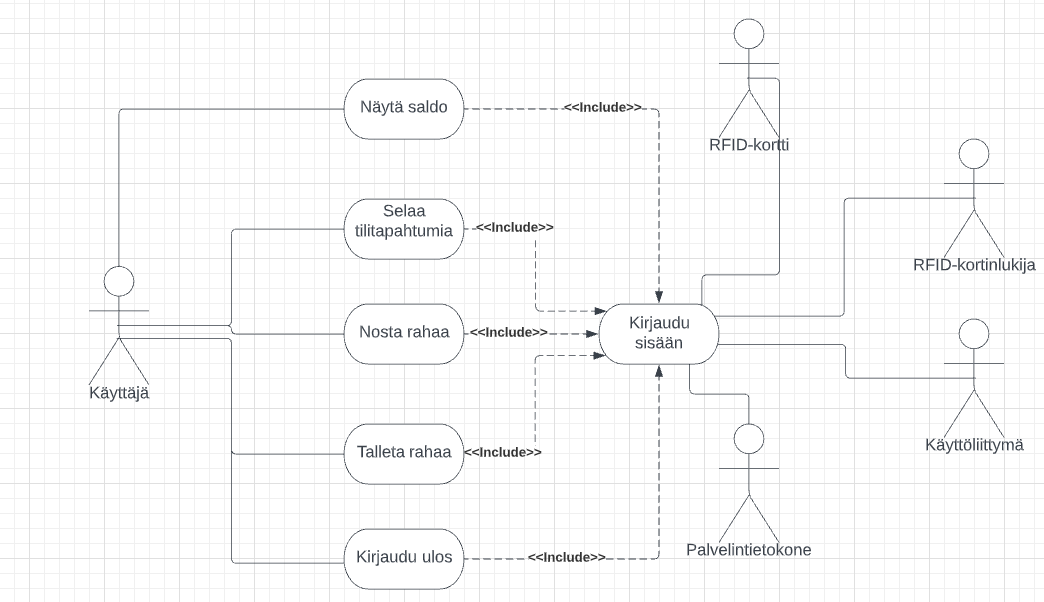 Näytä saldo
<<Include>>
RFID-kortti
Selaa
tilitapahtumia
<<Include>>
RFID-kortinlukija
Nosta rahaa
<<Include>>
Kirjaudu
sisään
Käyttäjä
Käyttöliittymä
Talleta rahaa
<<Include>>
Palvelintietokone
Kirjaudu ulos
<<Include>>